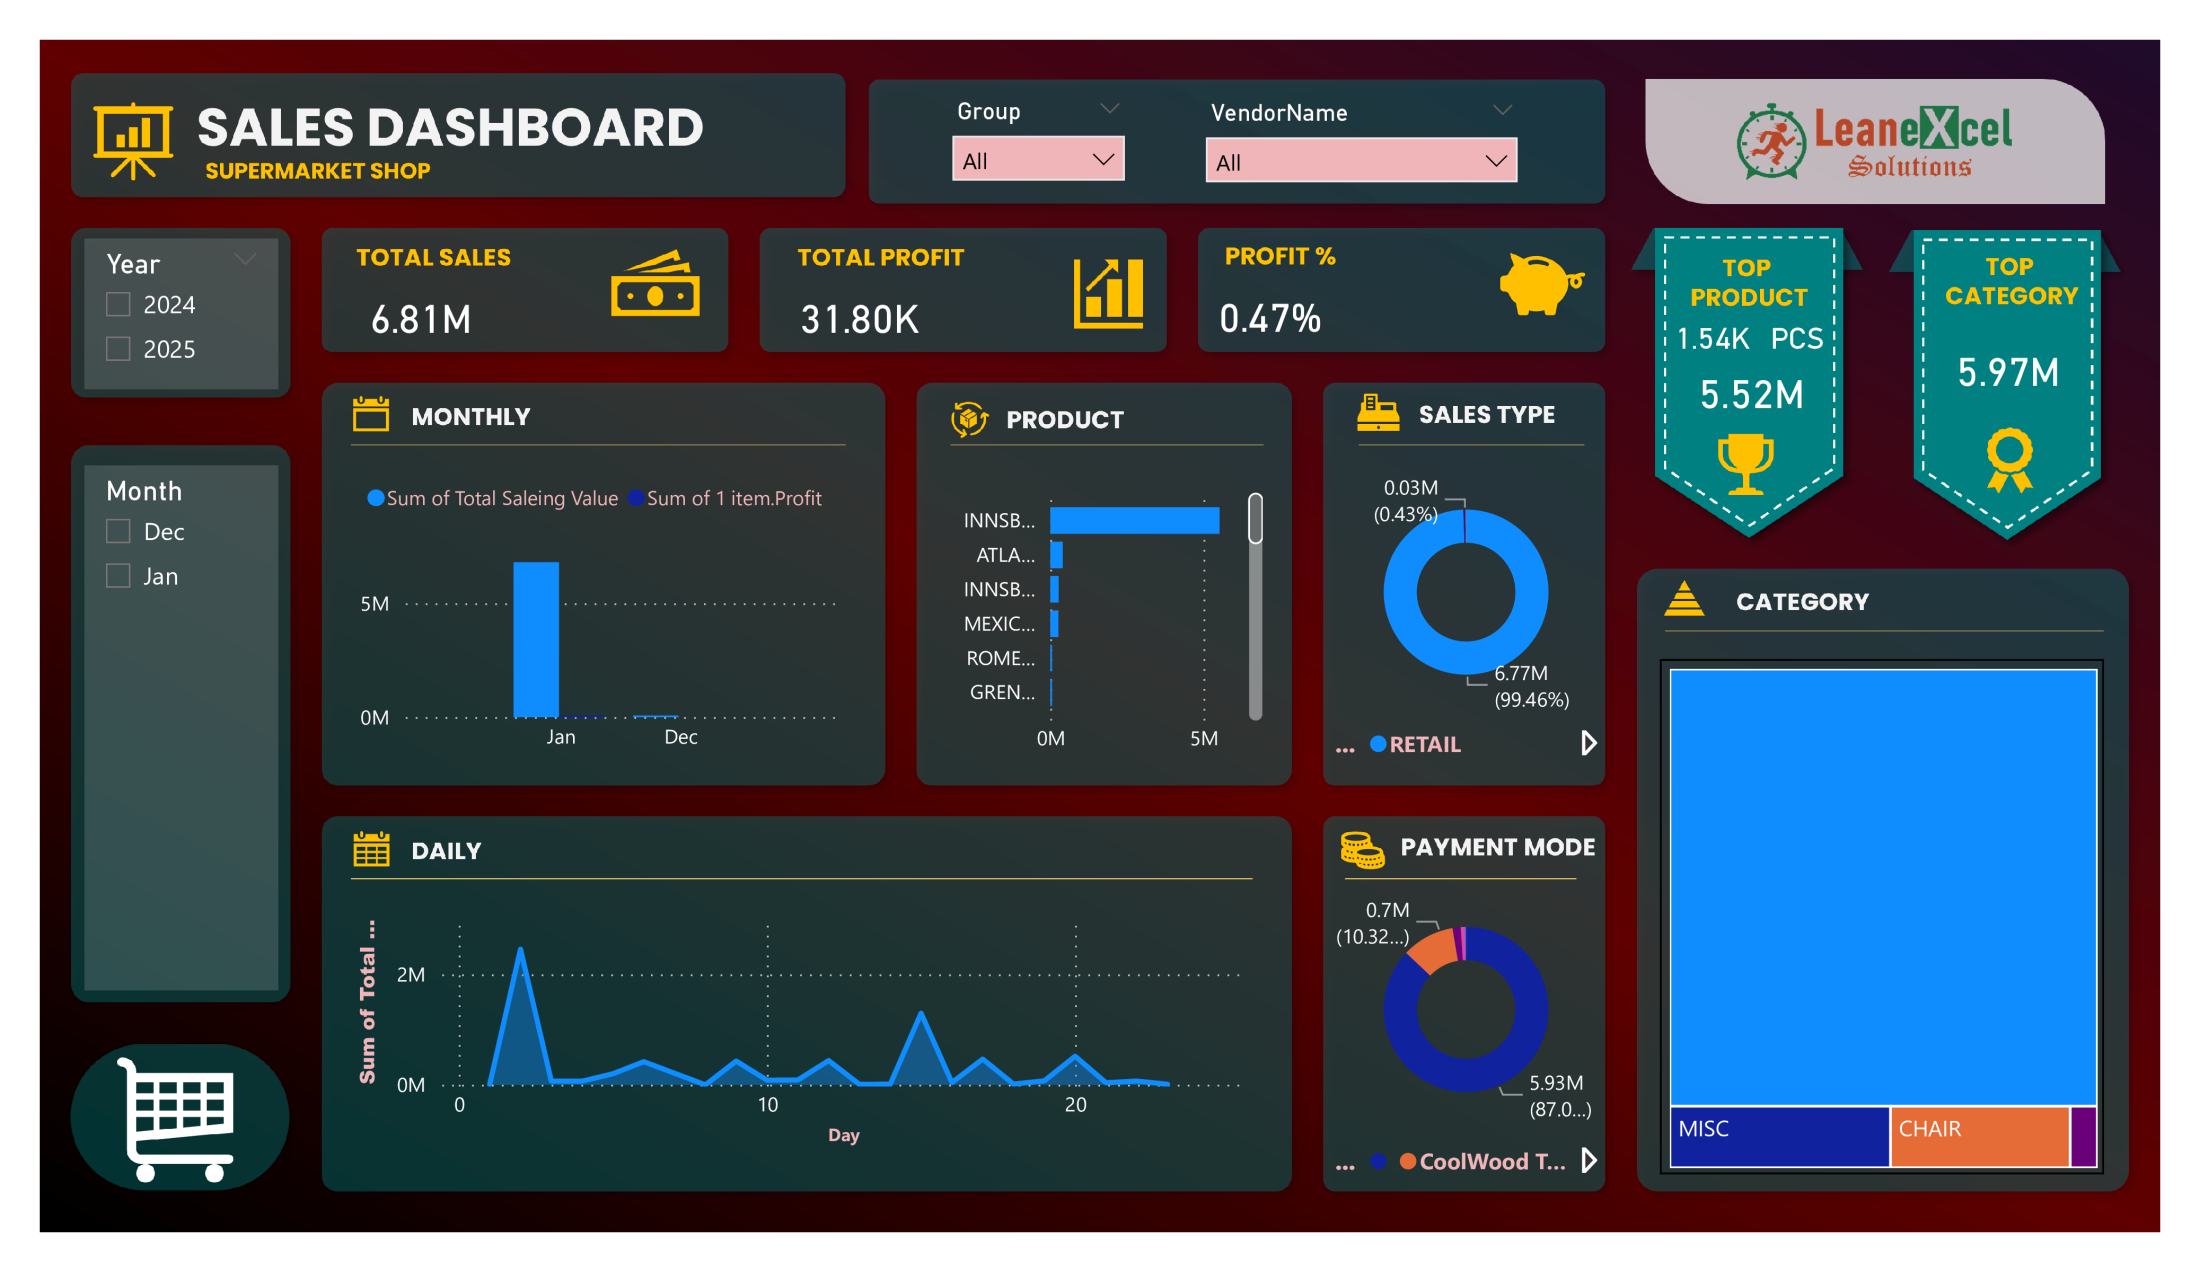 SALES DASHBOARD
SUPERMARKET SHOP
Group
All
VendorName
All
LeaneXcel
Solutions
Year
2024
2025
Month
Dec
Jan
TOTAL SALES
6.81M
TOTAL PROFIT
31.80K
PROFIT %
0.47%
TOP
PRODUCT
1.54K PCS
5.52M
TOP
CATEGORY
5.97M
MONTHLY
Sum of Total Saleing Value Sum of 1 item.Profit
5M
0M
Jan Dec
PRODUCT
INNSB...
ATLA...
INNSB...
MEXIC...
ROME...
GREN...
0M 5M
SALES TYPE
0.03M
(0.43%)
6.77M
(99.46%)
... RETAIL
CATEGORY
MISC
CHAIR
DAILY
Sum of Total ...
2M
0M
0 10 20
Day
PAYMENT MODE
0.7M
(10.32...)
5.93M
(87.0...)
... CoolWood T...